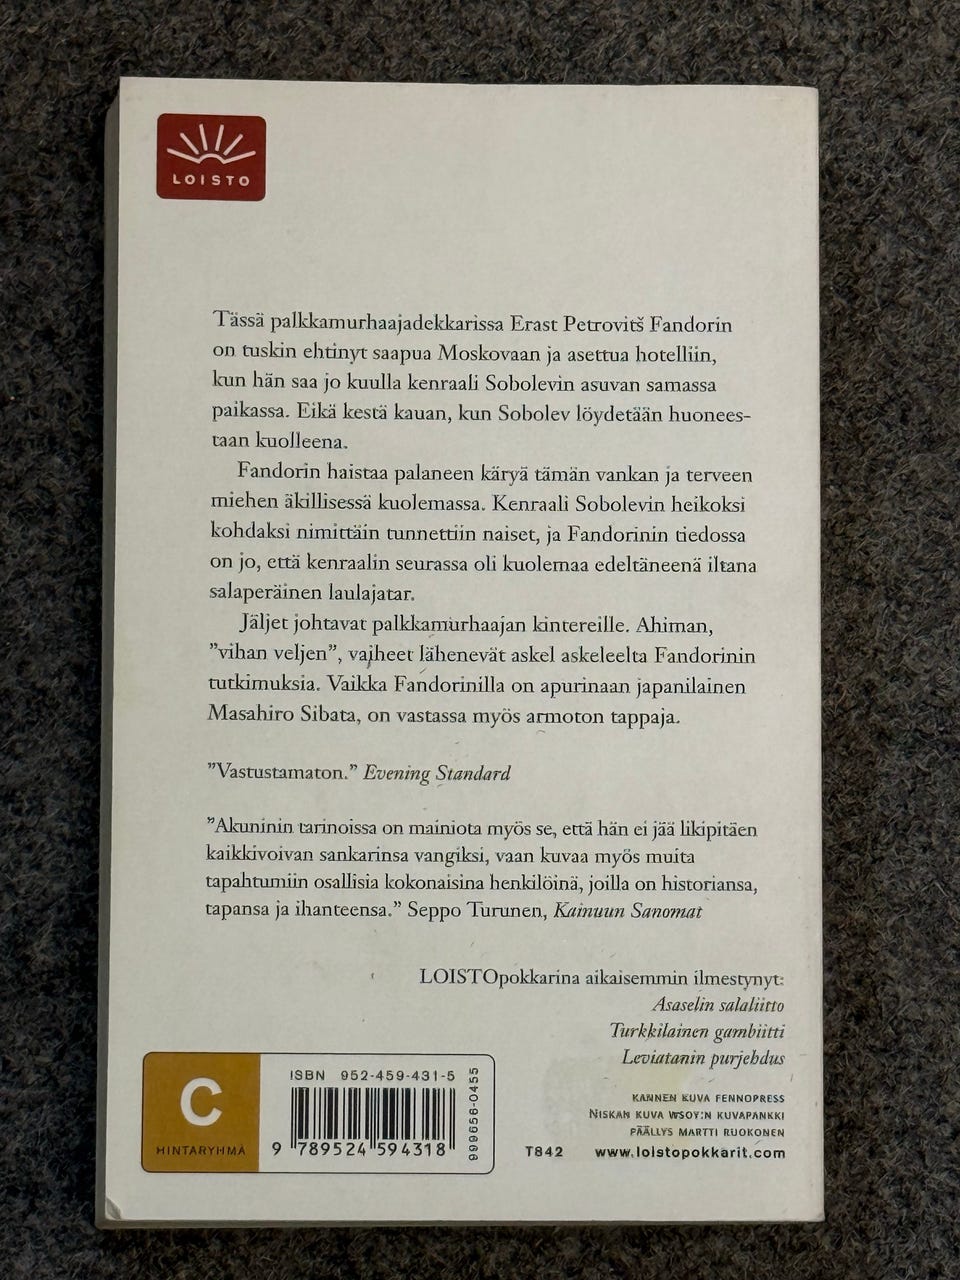 LOISTO
Tässä palkkamurhaajadekkarissa Erast Petrovitš Fandorin
on tuskin ehtinyt saapua Moskovaan ja asettua hotelliin,
kun hän saa jo kuulla kenraali Sobolevin asuvan samassa
paikassa. Eikä kestä kauan, kun Sobolev löydetään huonees-
taan kuolleena.
Fandorin haistaa palaneen käryä tämän vankan ja terveen
miehen äkillisessä kuolemassa. Kenraali Sobolevin heikoksi
kohdaksi nimittäin tunnettiin naiset, ja Fandorinin tiedossa
on jo, että kenraalin seurassa oli kuolemaa edeltäneenä iltana
salaperäinen laulajatar.
Jäljet johtavat palkkamurhaajan kintereille. Ahiman,
”vihan veljen”, vaiheet lähenevät askel askeleelta Fandorinin
tutkimuksia. Vaikka Fandorinilla on apurinaan japanilainen
Masahiro Sibata, on vastassa myös armoton tappaja.
”Vastustamaton.” Evening Standard
”Akuninin tarinoissa on mainiota myös se, että hän ei jää likipitäen
kaikkivoivan sankarinsa vangiksi, vaan kuvaa myös muita
tapahtumiin osallisia kokonaisina henkilöinä, joilla on historiansa,
tapansa ja ihanteensa.” Seppo Turunen, Kainuun Sanomat
LOISTOpokkarina aikaisemmin ilmestynyt:
Asaselin salaliitto
Turkkilainen gambiitti
Leviatanin purjehdus
KANNEN KUVA FENNOPRESS
NISKAN KUVA WSOY:N KUVAPANKKI
PÄÄLLYS MARTTI RUOKONEN
T842 www.loistopokkarit.com
C
HINTARYHMÄ
ISBN 952-459-431-5
9 789524 594318
999656-0455